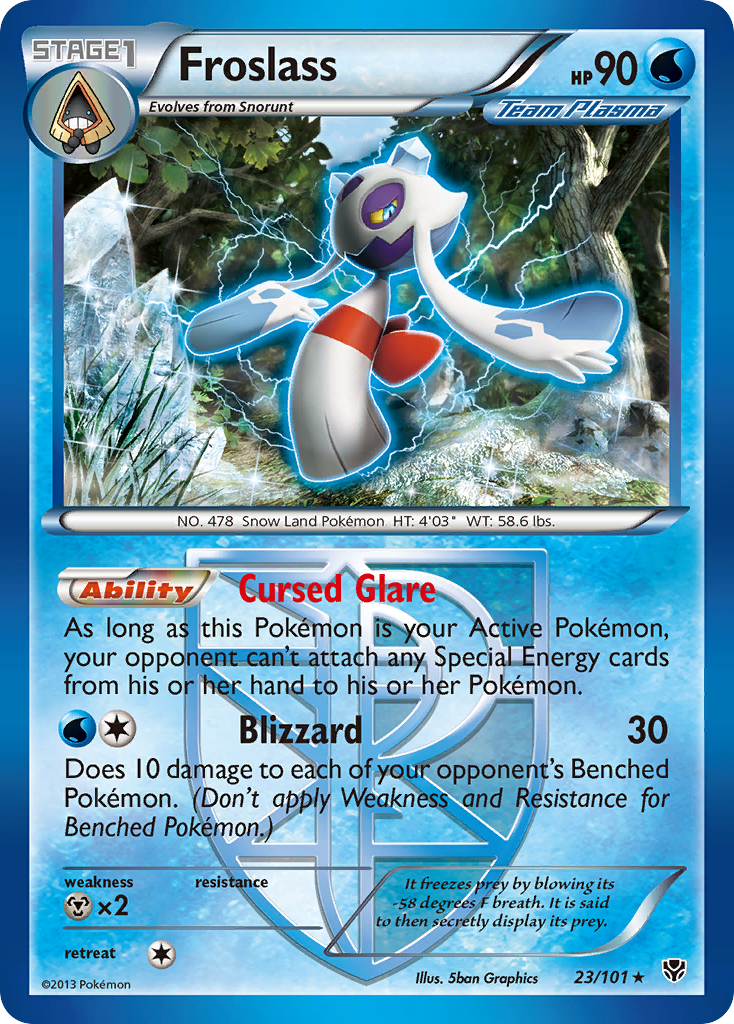 STAGE1
Froslass
HP 90
Evolves from Snorunt
Team Plasma
NO. 478 Snow Land Pokémon HT: 4'03" WT: 58.6 lbs.
Ability Cursed Glare
As long as this Pokémon is your Active Pokémon,
your opponent can't attach any Special Energy cards
from his or her hand to his or her Pokémon.
Blizzard 30
Does 10 damage to each of your opponent's Benched
Pokémon. (Don't apply Weakness and Resistance for
Benched Pokémon.)
weakness resistance
×2
retreat
It freezes prey by blowing its
-58 degrees F breath. It is said
to then secretly display its prey.
©2013 Pokémon
Illus. 5ban Graphics
23/101 ★